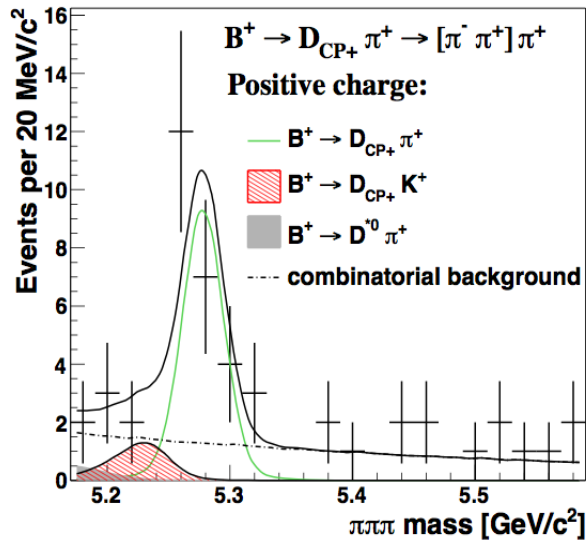 B⁺ → D_CP+ π⁺ → [π⁻ π⁺] π⁺
Positive charge:
B⁺ → D_CP+ π⁺
B⁺ → D_CP+ K⁺
B⁺ → D*⁰ π⁺
combinatorial background
Events per 20 MeV/c²
16
14
12
10
8
6
4
2
0
5.2 5.3 5.4 5.5
πππ mass [GeV/c²]